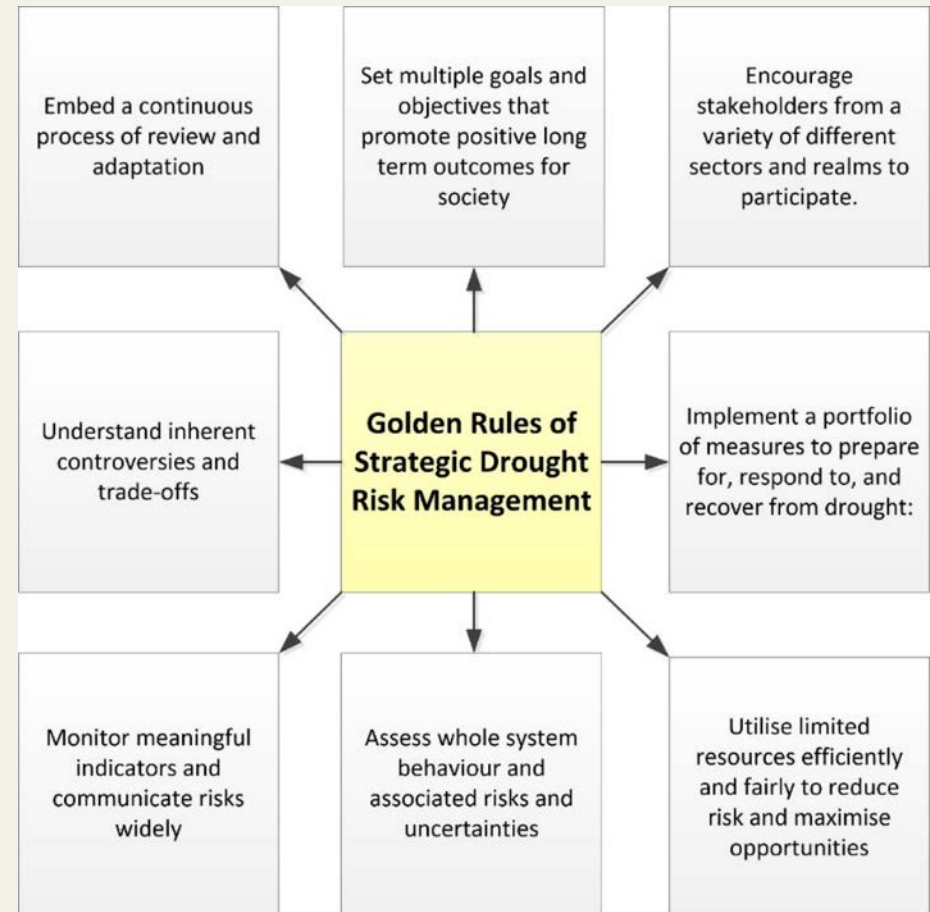 Embed a continuous
process of review and
adaptation
Set multiple goals and
objectives that
promote positive long
term outcomes for
society
Encourage
stakeholders from a
variety of different
sectors and realms to
participate.
Understand inherent
controversies and
trade-offs
Golden Rules of
Strategic Drought
Risk Management
Implement a portfolio
of measures to prepare
for, respond to, and
recover from drought:
Monitor meaningful
indicators and
communicate risks
widely
Assess whole system
behaviour and
associated risks and
uncertainties
Utilise limited
resources efficiently
and fairly to reduce
risk and maximise
opportunities